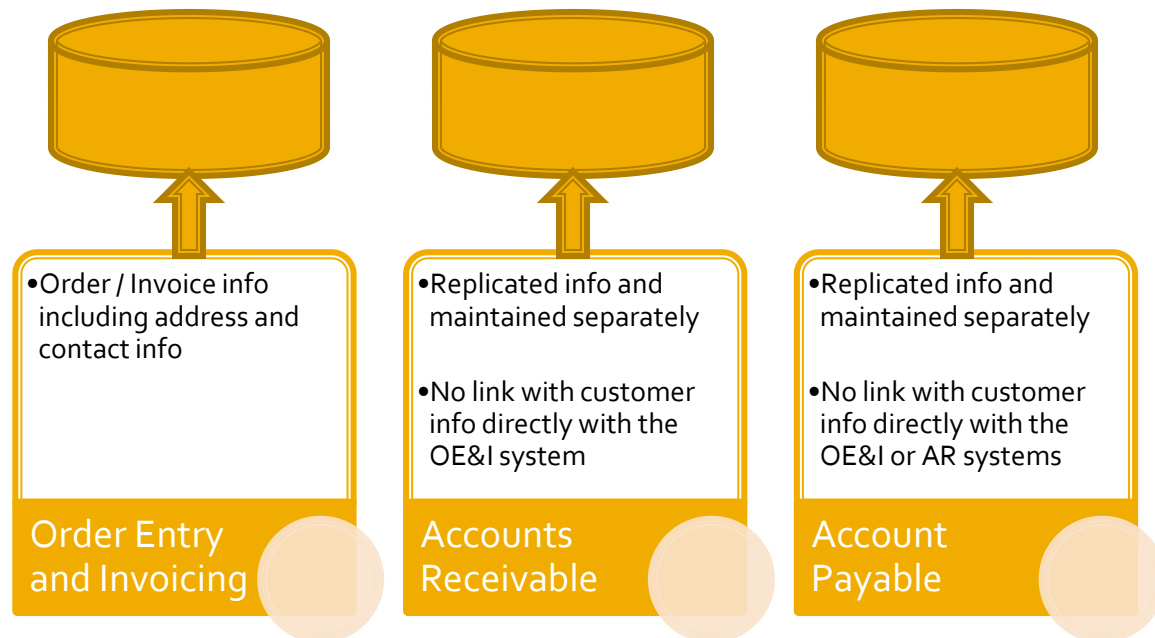 •Order / Invoice info
including address and
contact info
Order Entry
and Invoicing
•Replicated info and
maintained separately
•No link with customer
info directly with the
OE&I system
Accounts
Receivable
•Replicated info and
maintained separately
•No link with customer
info directly with the
OE&I or AR systems
Account
Payable